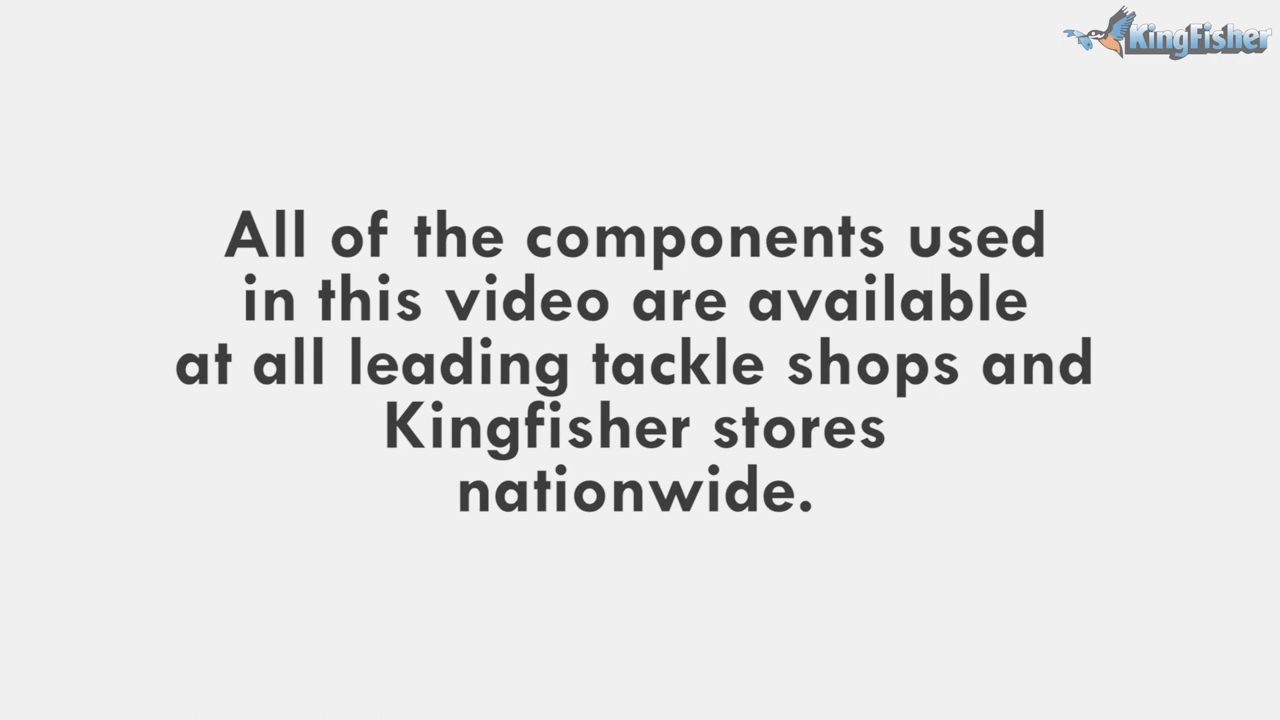 KingFisher
All of the components used
in this video are available
at all leading tackle shops and
Kingfisher stores
nationwide.